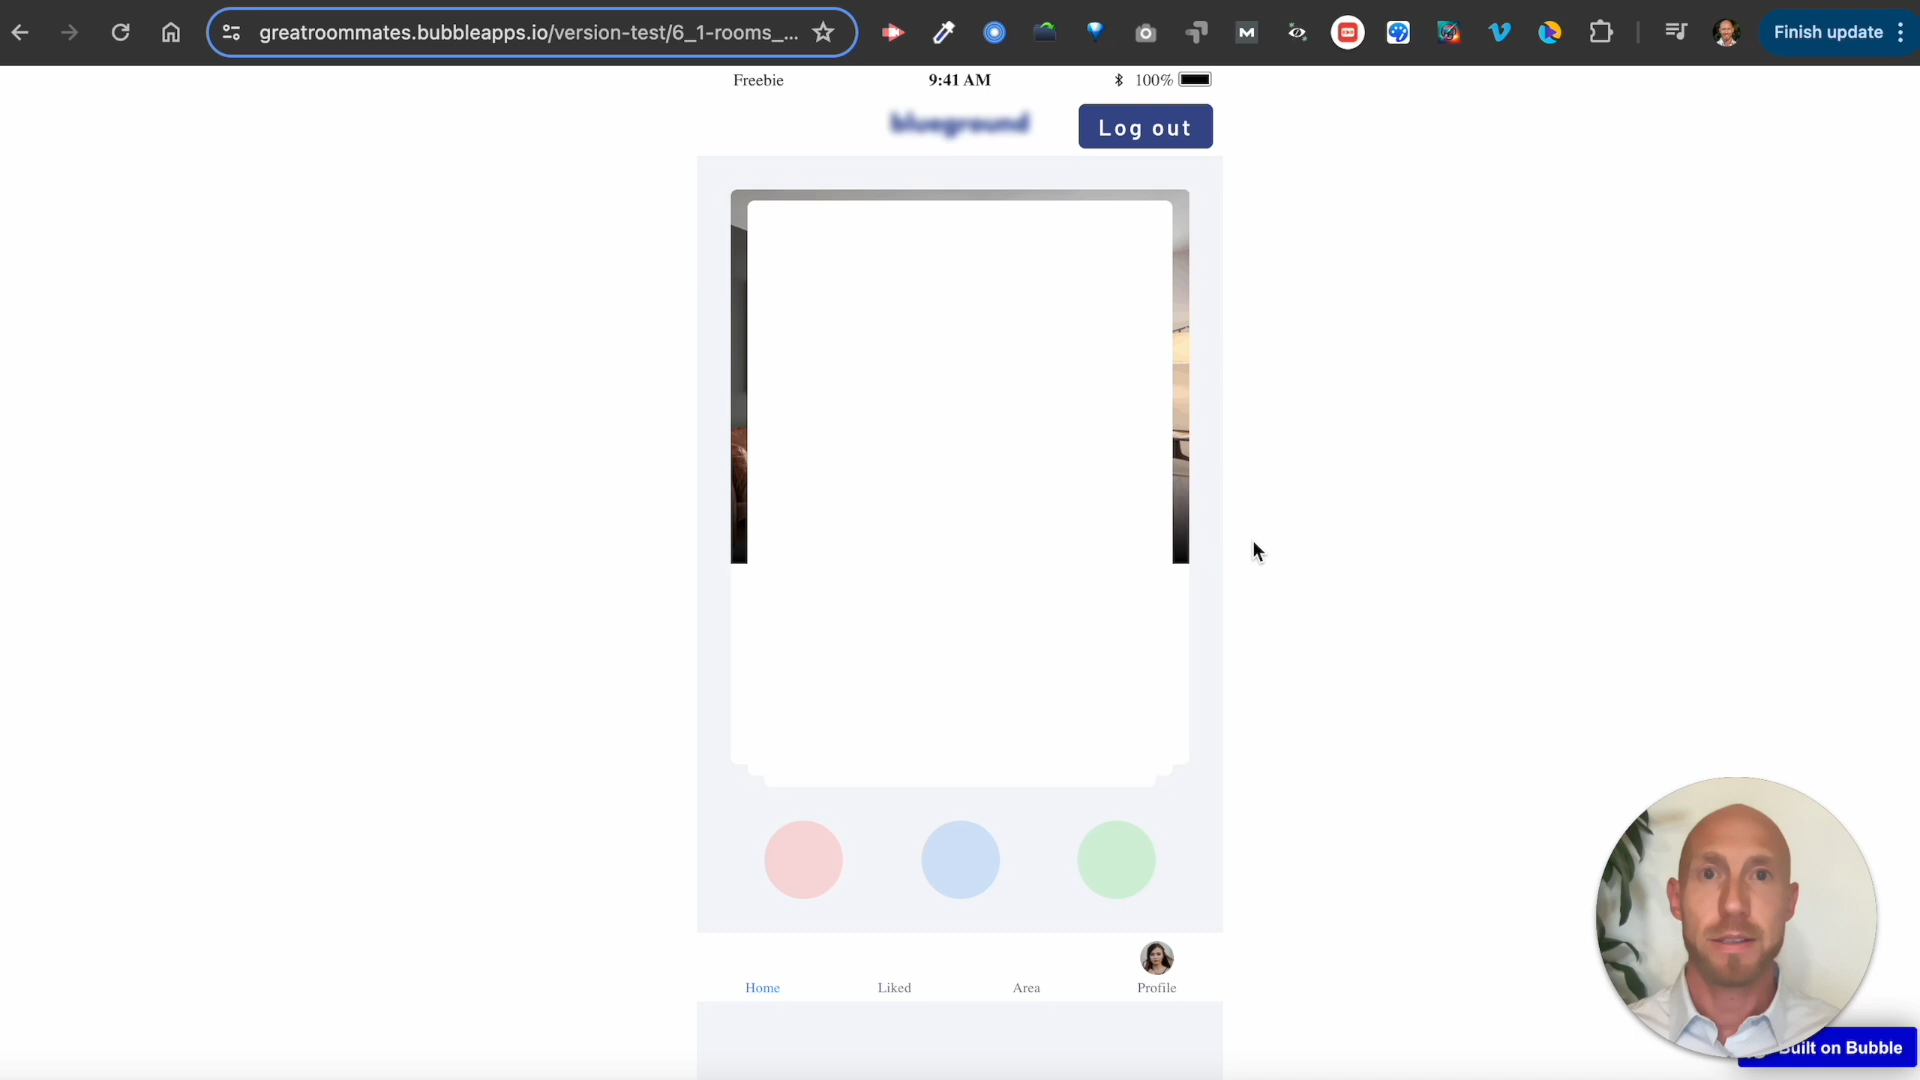 greatroommates.bubbleapps.io/version-test/6_1-rooms_...
Finish update
Freebie
9:41 AM
100%
blueground
Log out
Home
Liked
Area
Profile
Built on Bubble